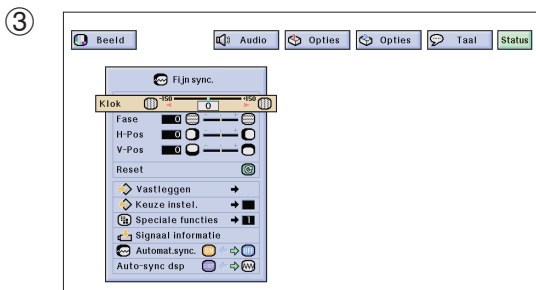 3
Beeld Audio Opties Opties Taal Status
Fijn sync.
-150 +150
Klok 0
Fase 0
H-Pos 0
V-Pos 0
Reset
Vastleggen
Keuze instel.
Speciale functies 1
Signaal informatie
Automat.sync.
Auto-sync dsp